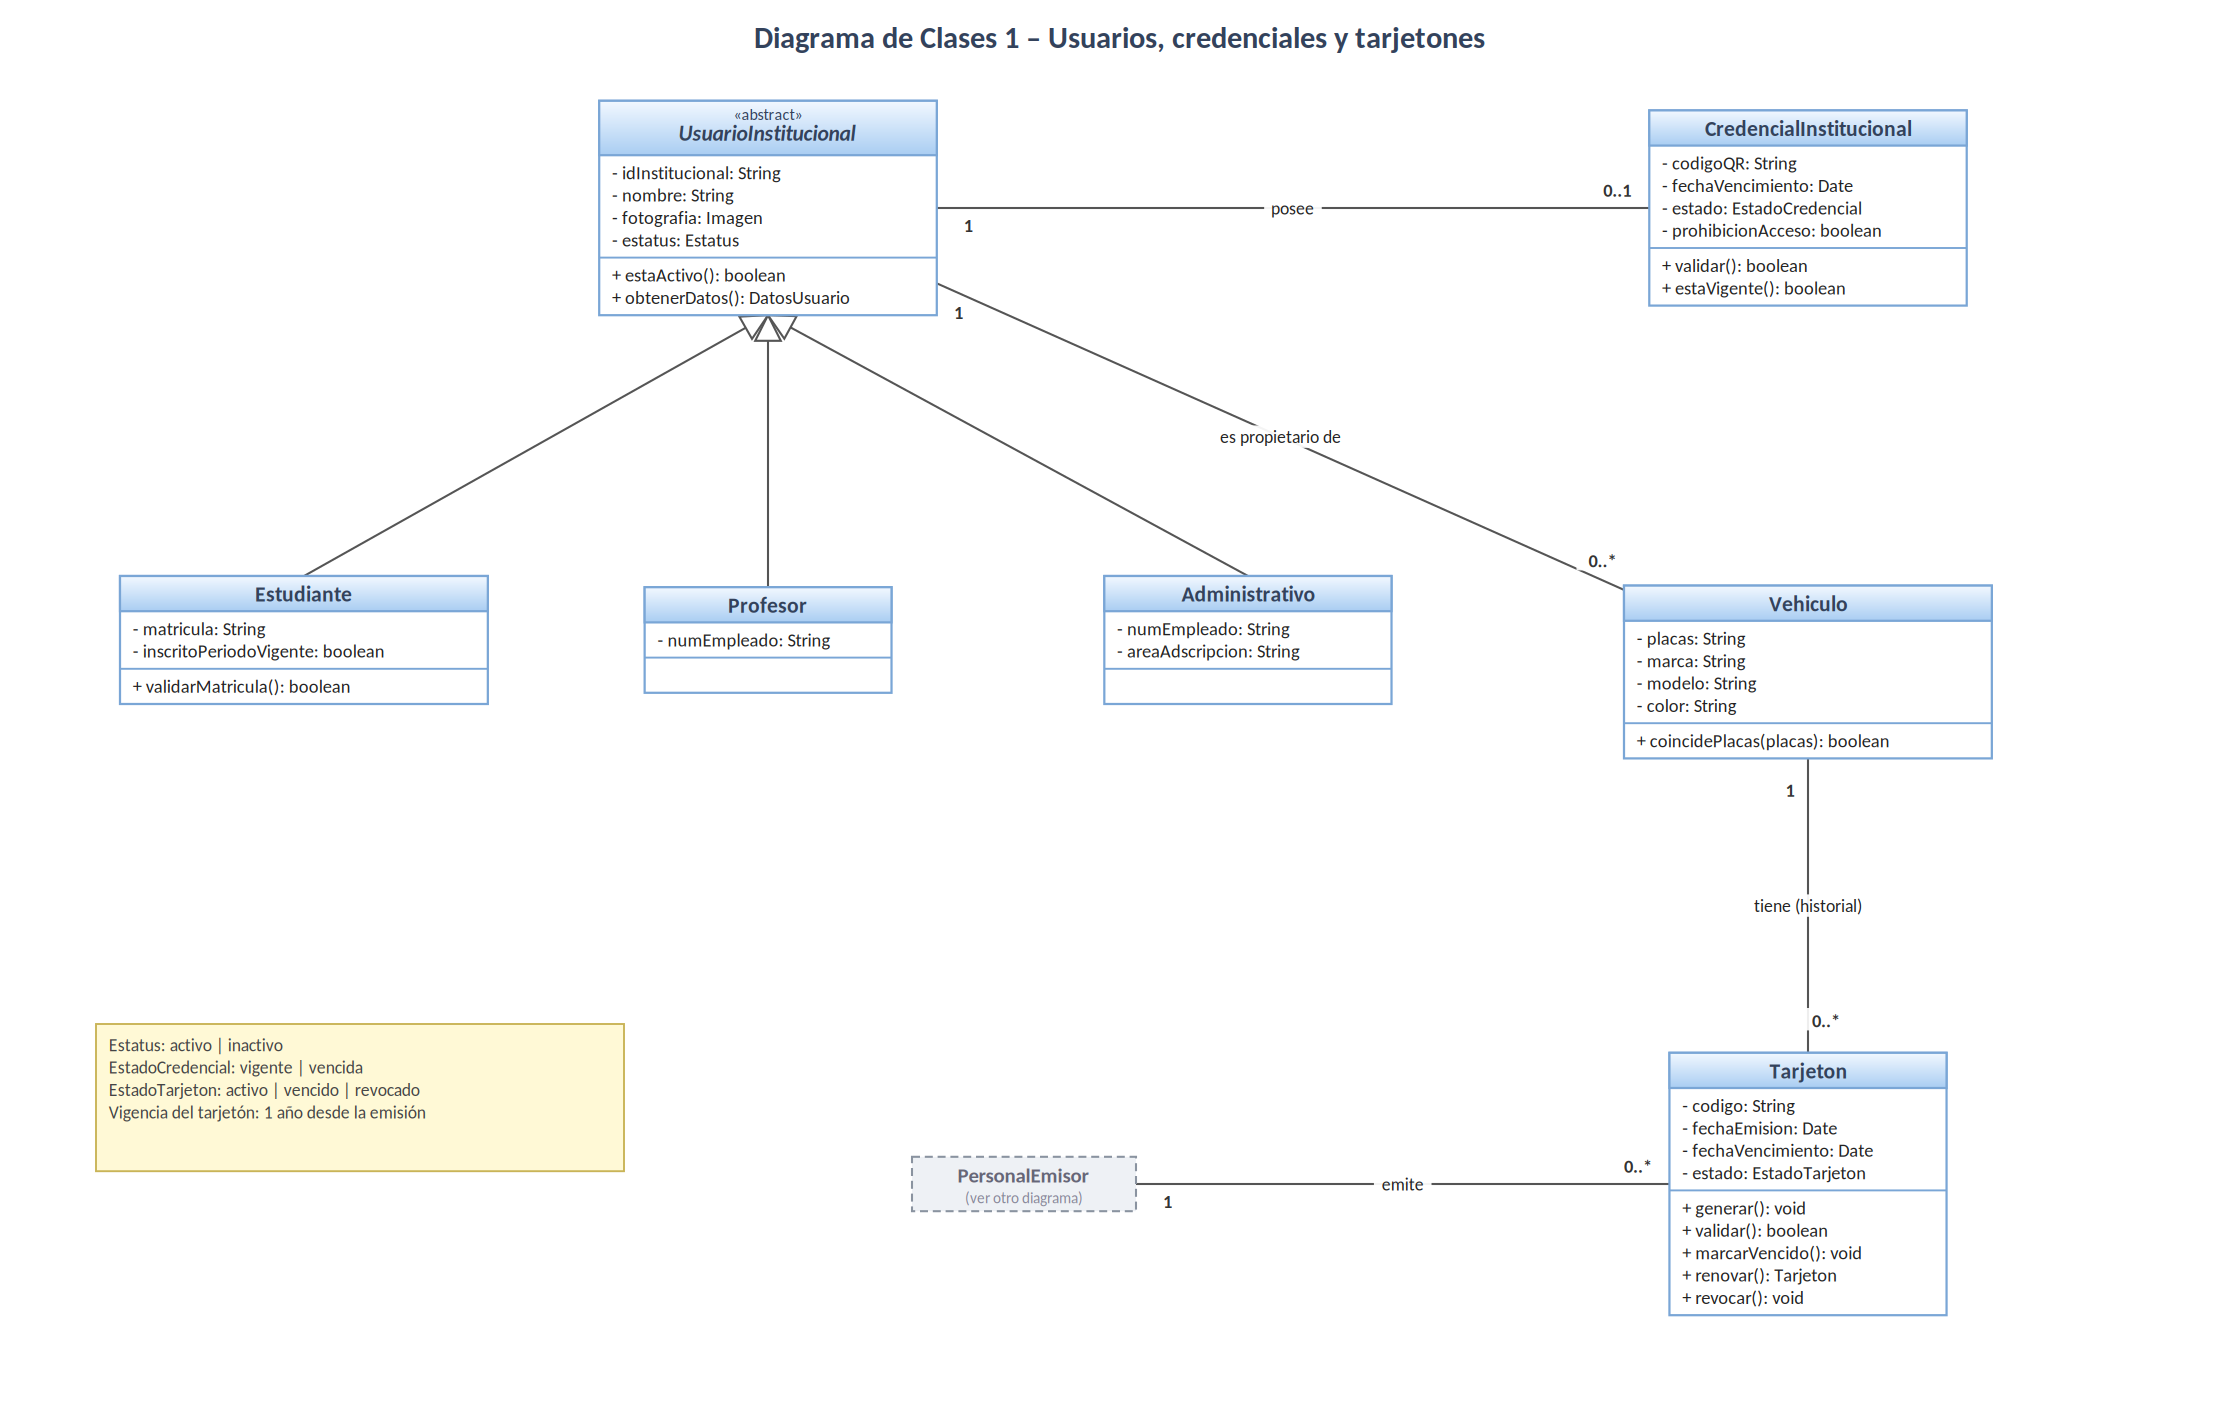 Diagrama de Clases 1 – Usuarios, credenciales y tarjetones
«abstract»
UsuarioInstitucional
- idInstitucional: String
- nombre: String
- fotografia: Imagen
- estatus: Estatus
+ estaActivo(): boolean
+ obtenerDatos(): DatosUsuario
1
posee
0..1
CredencialInstitucional
- codigoQR: String
- fechaVencimiento: Date
- estado: EstadoCredencial
- prohibicionAcceso: boolean
+ validar(): boolean
+ estaVigente(): boolean
1
es propietario de
0..*
Estudiante
- matricula: String
- inscritoPeriodoVigente: boolean
+ validarMatricula(): boolean
Profesor
- numEmpleado: String
Administrativo
- numEmpleado: String
- areaAdscripcion: String
Vehiculo
- placas: String
- marca: String
- modelo: String
- color: String
+ coincidePlacas(placas): boolean
1
tiene (historial)
0..*
Estatus: activo | inactivo
EstadoCredencial: vigente | vencida
EstadoTarjeton: activo | vencido | revocado
Vigencia del tarjetón: 1 año desde la emisión
PersonalEmisor
(ver otro diagrama)
1
emite
0..*
Tarjeton
- codigo: String
- fechaEmision: Date
- fechaVencimiento: Date
- estado: EstadoTarjeton
+ generar(): void
+ validar(): boolean
+ marcarVencido(): void
+ renovar(): Tarjeton
+ revocar(): void